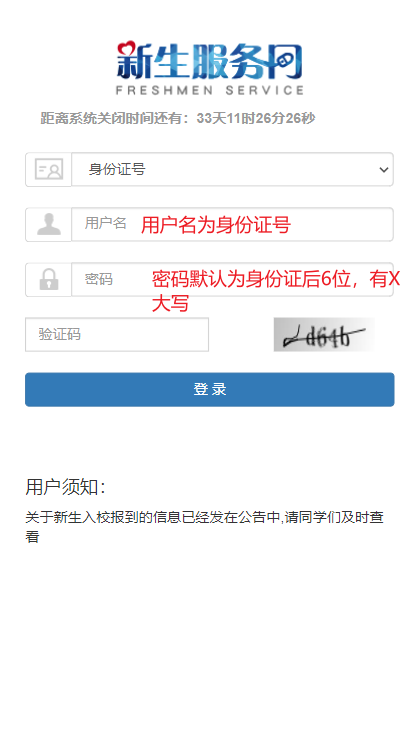 新生服务网
FRESHMEN SERVICE
距离系统关闭时间还有：33天11时26分26秒
身份证号
用户名 用户名为身份证号
密码 密码默认为身份证后6位，有X
大写
验证码 d64b
登 录
用户须知：
关于新生入校报到的信息已经发在公告中,请同学们及时查
看